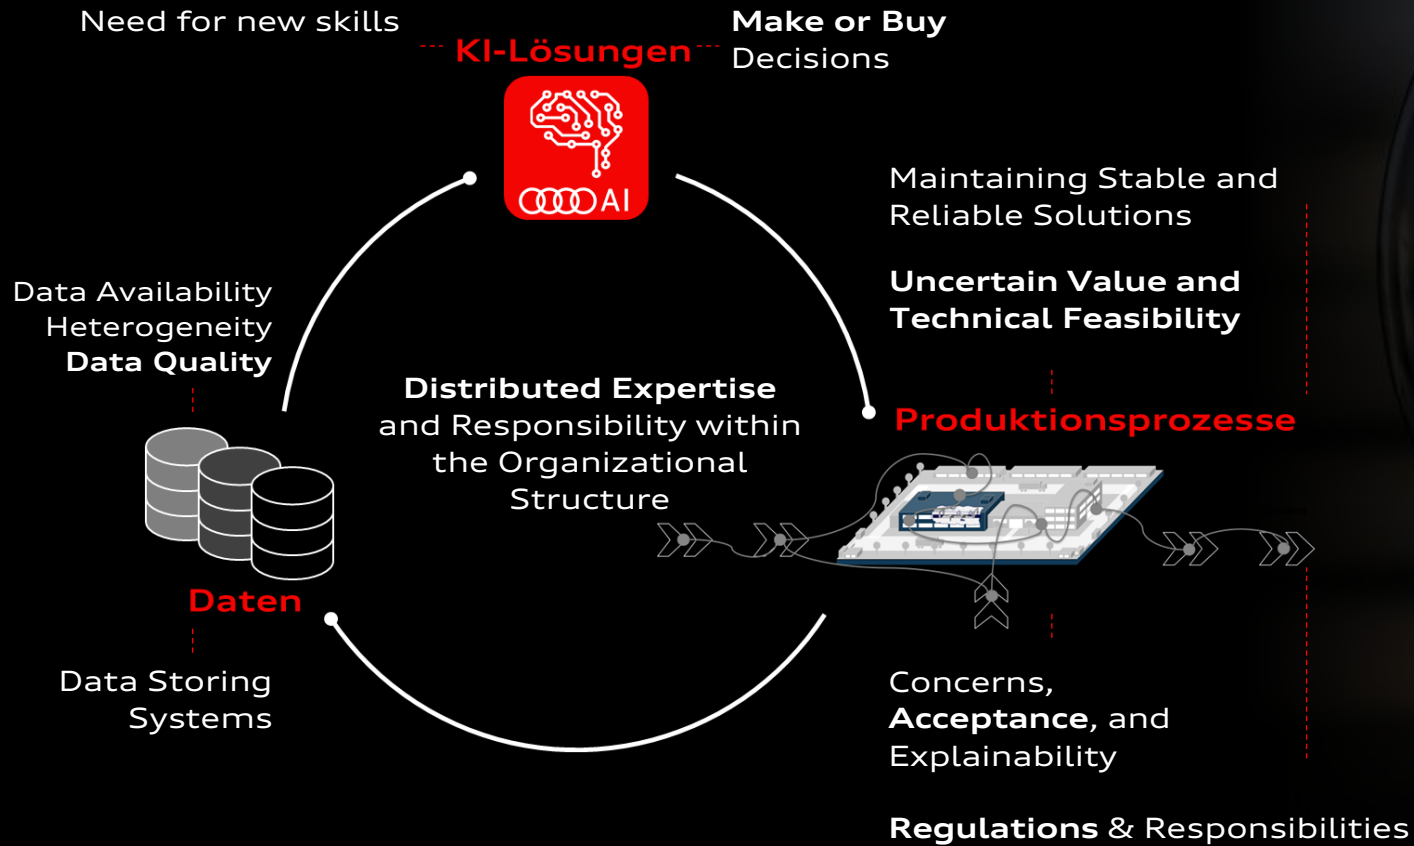 Need for new skills
KI-Lösungen
Make or Buy
Decisions
AI
Maintaining Stable and
Reliable Solutions
Uncertain Value and
Technical Feasibility
Data Availability
Heterogeneity
Data Quality
Distributed Expertise
and Responsibility within
the Organizational
Structure
Produktionsprozesse
Daten
Data Storing
Systems
Concerns,
Acceptance, and
Explainability
Regulations & Responsibilities